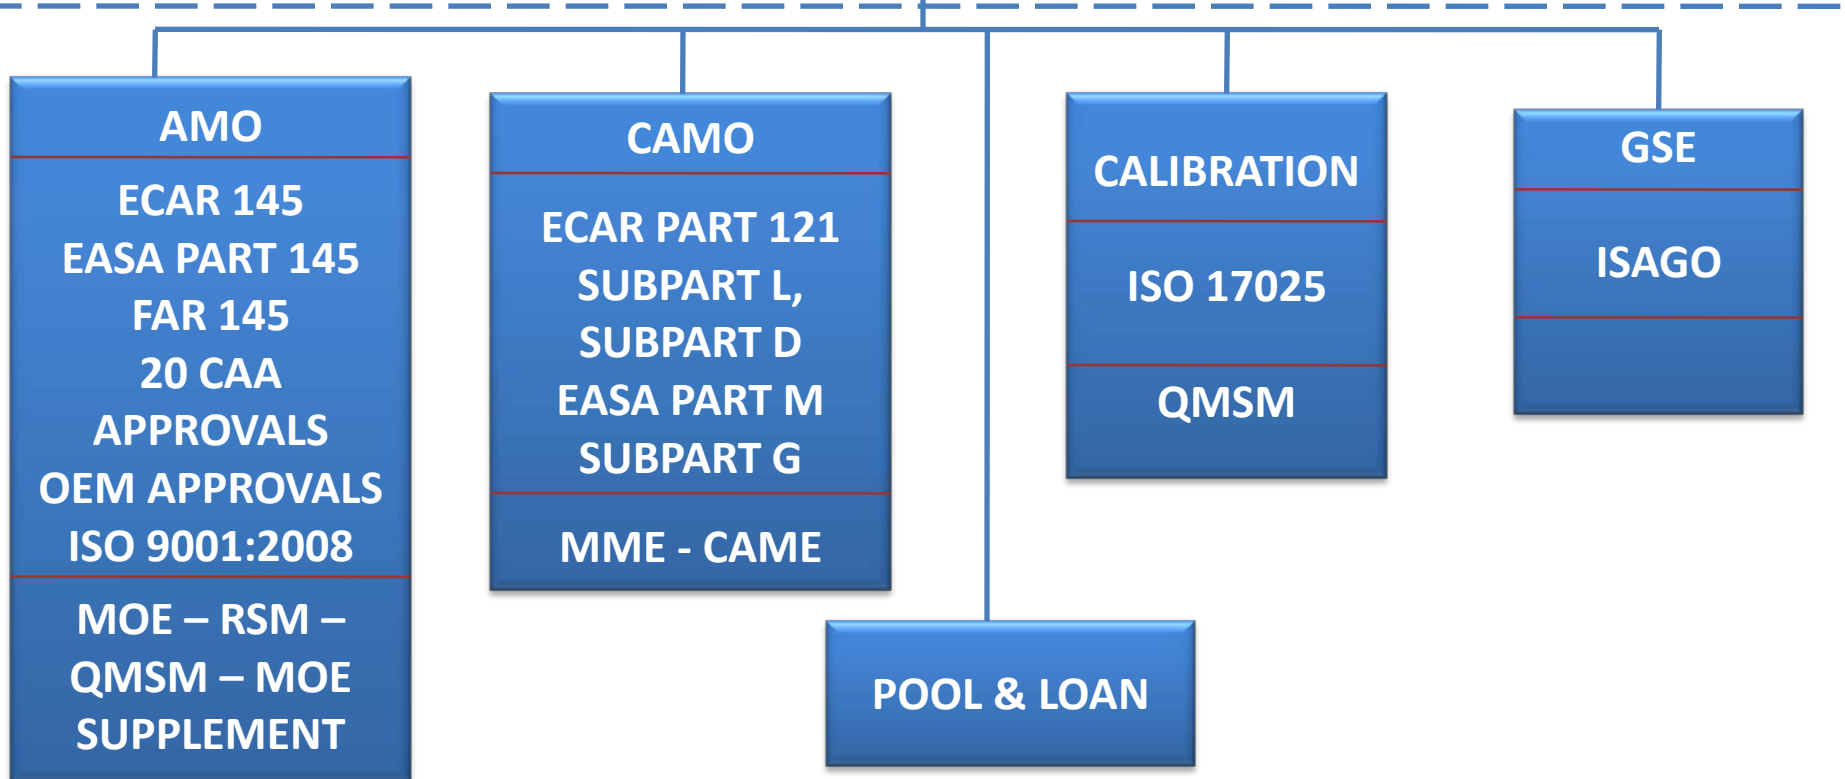 AMO
ECAR 145
EASA PART 145
FAR 145
20 CAA
APPROVALS
OEM APPROVALS
ISO 9001:2008
MOE – RSM –
QMSM – MOE
SUPPLEMENT
CAMO
ECAR PART 121
SUBPART L,
SUBPART D
EASA PART M
SUBPART G
MME - CAME
POOL & LOAN
CALIBRATION
ISO 17025
QMSM
GSE
ISAGO